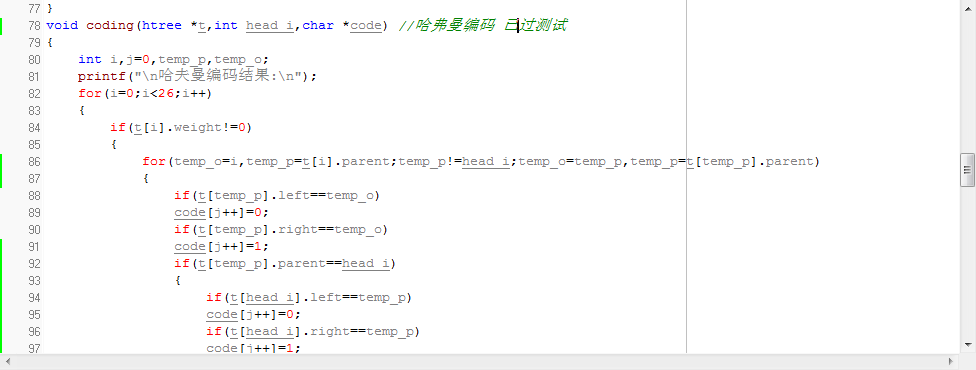 77 }
78 void coding(htree *t,int head_i,char *code) //哈弗曼编码 已过测试
79 {
80     int i,j=0,temp_p,temp_o;
81     printf("\n哈夫曼编码结果:\n");
82     for(i=0;i<26;i++)
83     {
84         if(t[i].weight!=0)
85         {
86             for(temp_o=i,temp_p=t[i].parent;temp_p!=head_i;temp_o=temp_p,temp_p=t[temp_p].parent)
87             {
88                 if(t[temp_p].left==temp_o)
89                 code[j++]=0;
90                 if(t[temp_p].right==temp_o)
91                 code[j++]=1;
92                 if(t[temp_p].parent==head_i)
93                 {
94                     if(t[head_i].left==temp_p)
95                     code[j++]=0;
96                     if(t[head_i].right==temp_p)
97                     code[j++]=1;